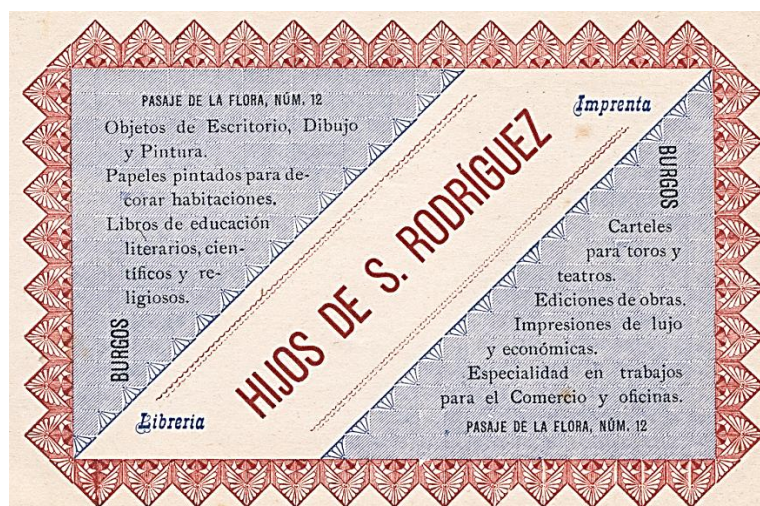 PASAJE DE LA FLORA, NÚM. 12
Objetos de Escritorio, Dibujo
y Pintura.
Papeles pintados para de-
corar habitaciones.
Libros de educación
literarios, cien-
tíficos y re-
ligiosos.
BURGOS
Librería
HIJOS DE S. RODRÍGUEZ
Imprenta
BURGOS
Carteles
para toros y
teatros.
Ediciones de obras.
Impresiones de lujo
y económicas.
Especialidad en trabajos
para el Comercio y oficinas.
PASAJE DE LA FLORA, NÚM. 12